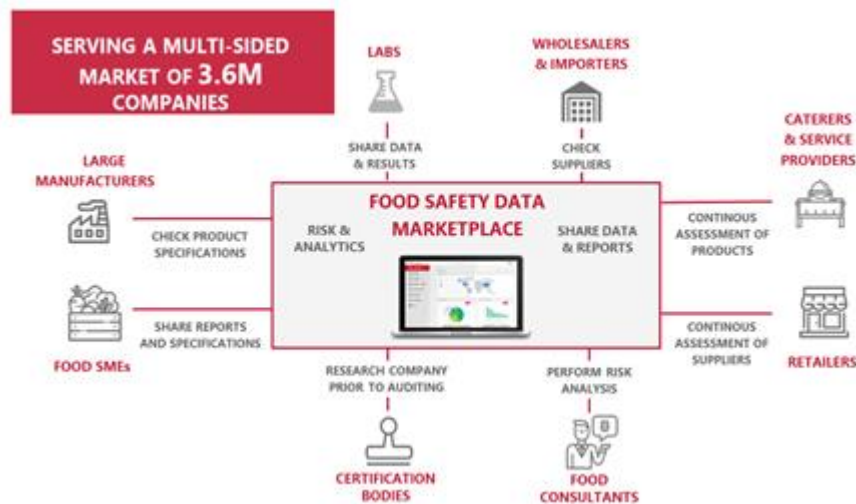 SERVING A MULTI-SIDED
MARKET OF 3.6M
COMPANIES
LABS
WHOLESALERS
& IMPORTERS
CATERERS
& SERVICE
PROVIDERS
LARGE
MANUFACTURERS
SHARE DATA
& RESULTS
CHECK
SUPPLIERS
FOOD SAFETY DATA
MARKETPLACE
RISK &
ANALYTICS
SHARE DATA
& REPORTS
CHECK PRODUCT
SPECIFICATIONS
CONTINOUS
ASSESSMENT OF
PRODUCTS
SHARE REPORTS
AND SPECIFICATIONS
FOOD SMEs
CONTINOUS
ASSESSMENT OF
SUPPLIERS
RETAILERS
RESEARCH COMPANY
PRIOR TO AUDITING
PERFORM RISK
ANALYSIS
CERTIFICATION
BODIES
FOOD
CONSULTANTS